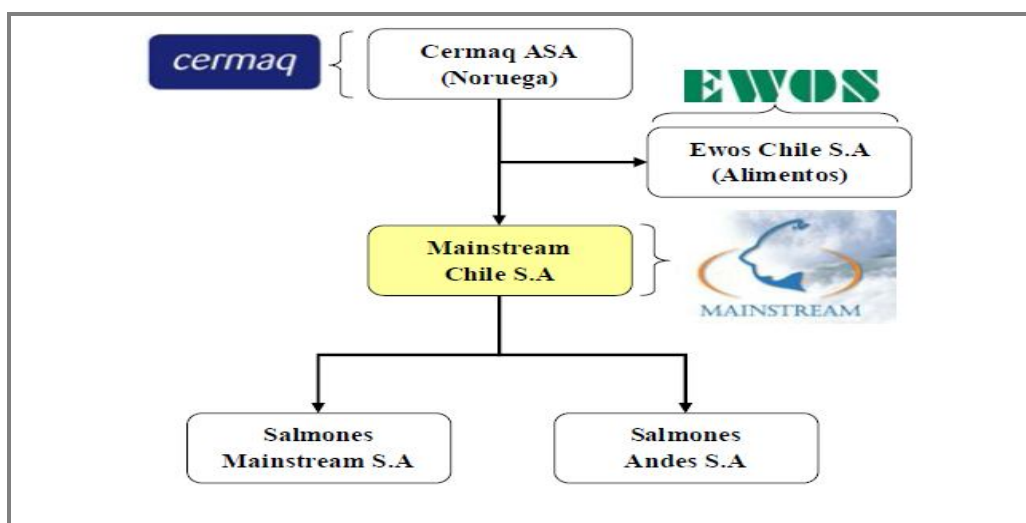 cermaq
Cermaq ASA
(Noruega)
EWOS
Ewos Chile S.A
(Alimentos)
Mainstream
Chile S.A
MAINSTREAM
Salmones
Mainstream S.A
Salmones
Andes S.A